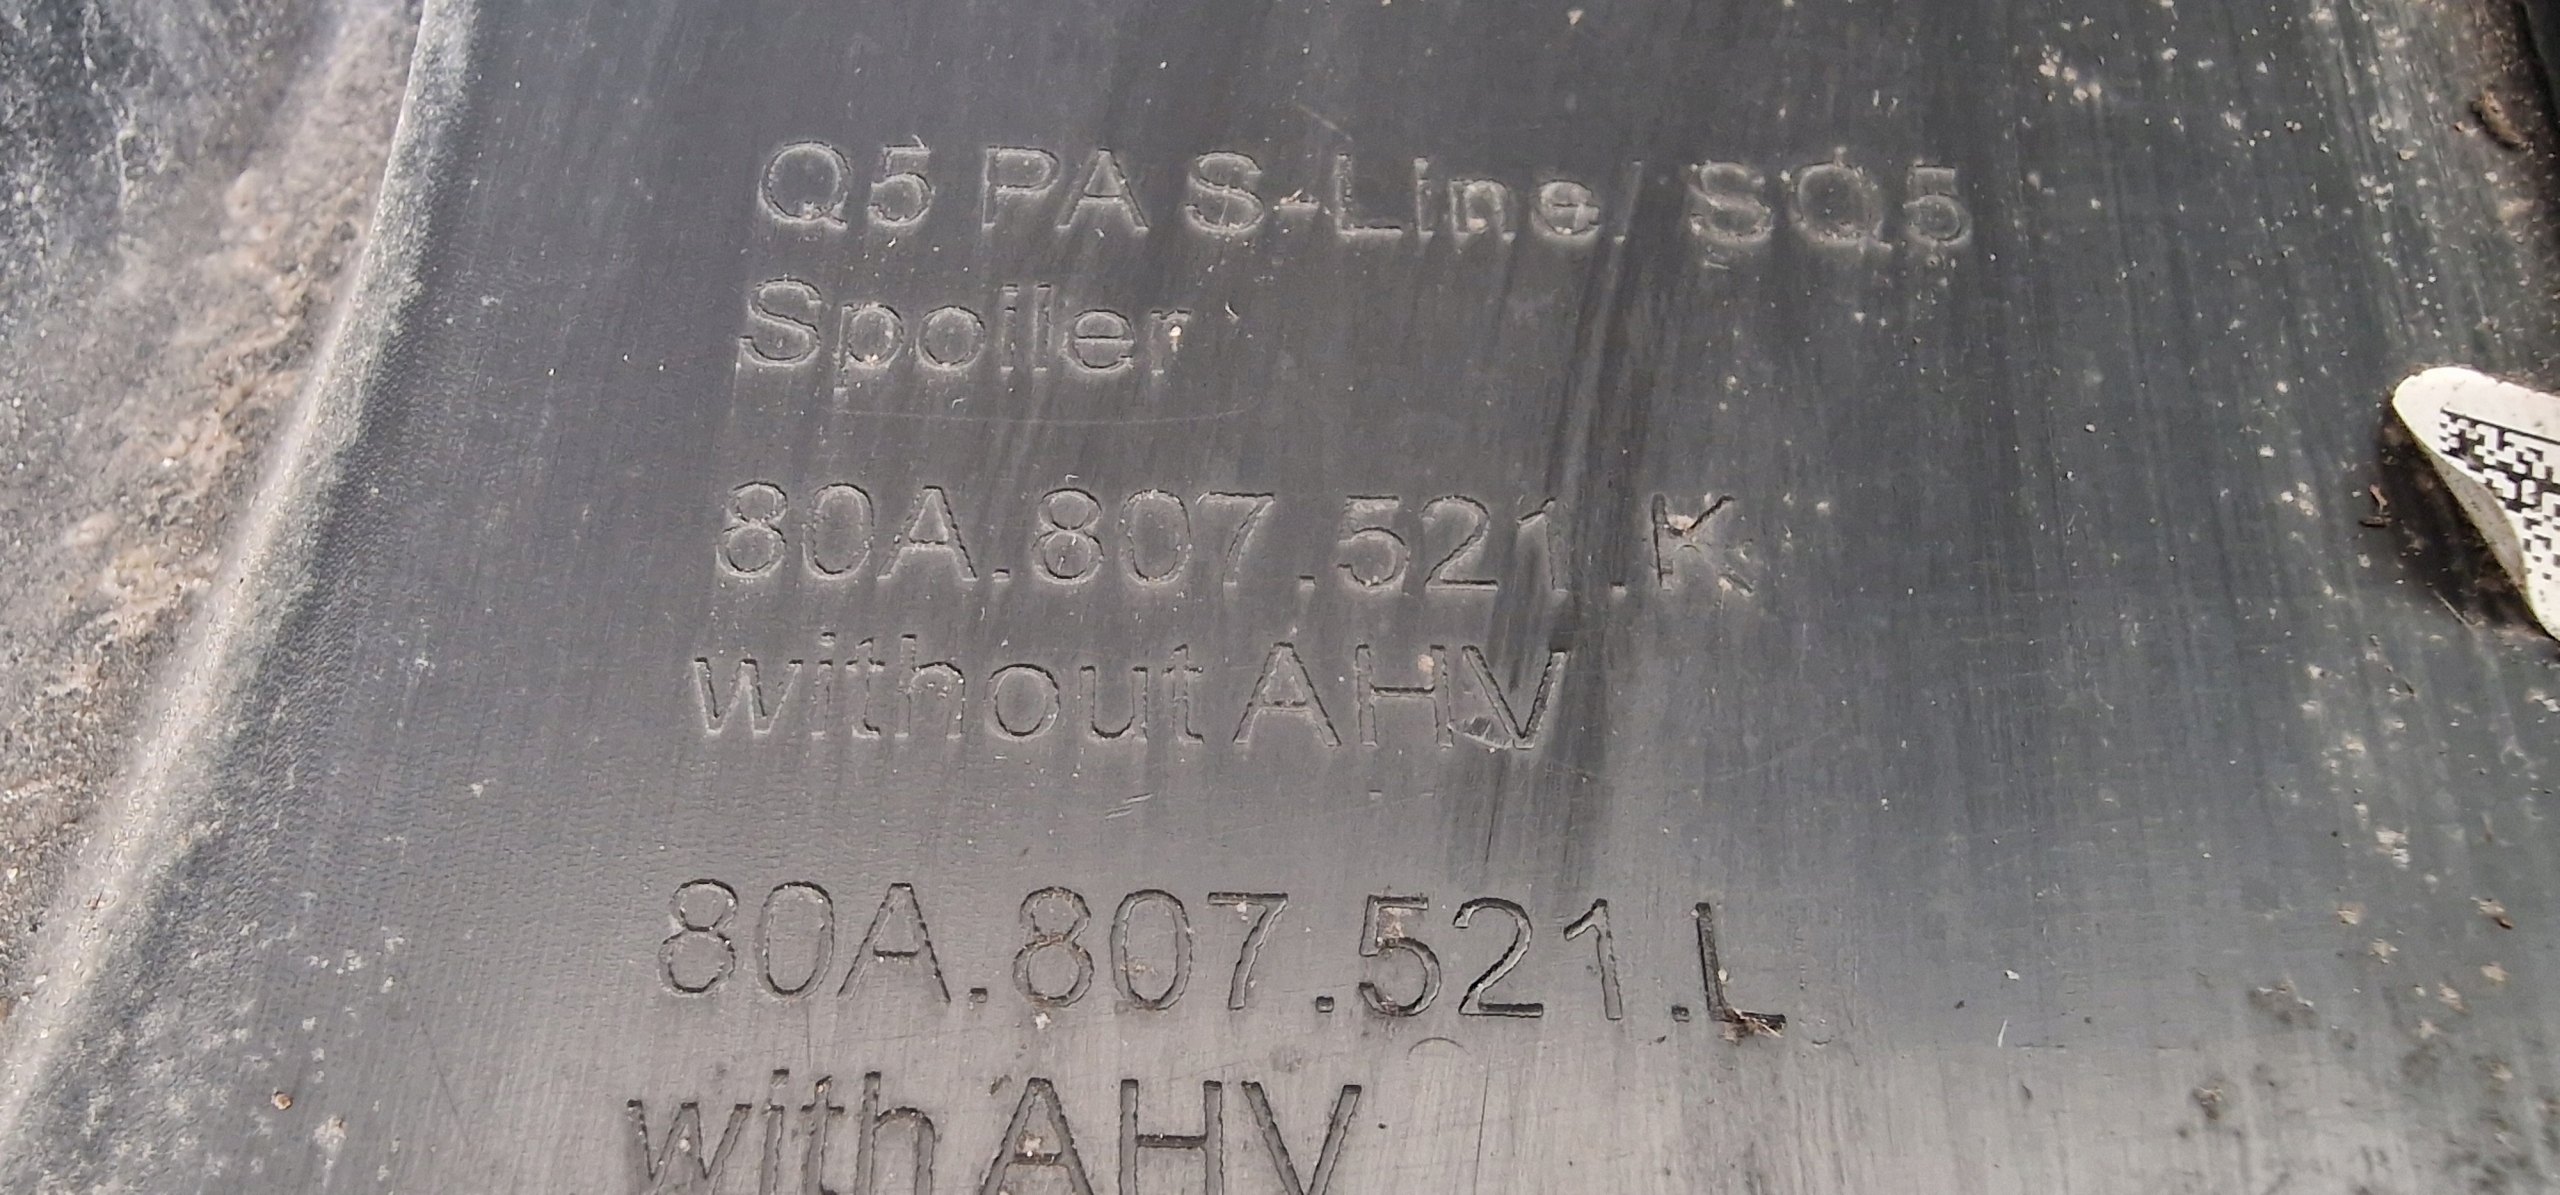 Q5 PA S-Line/ SQ5
Spoiler
80A.807.521.K
without AHV
80A.807.521.L
with AHV